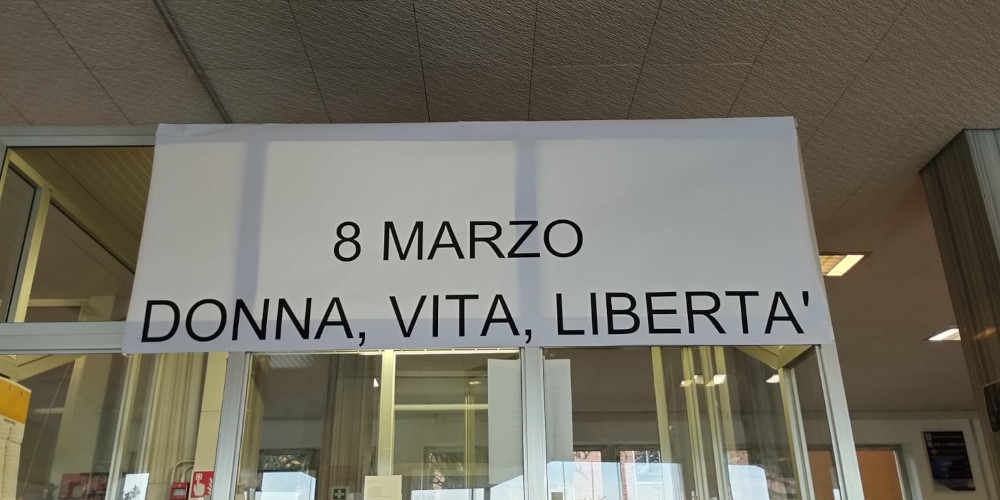 8 MARZO
DONNA, VITA, LIBERTA'